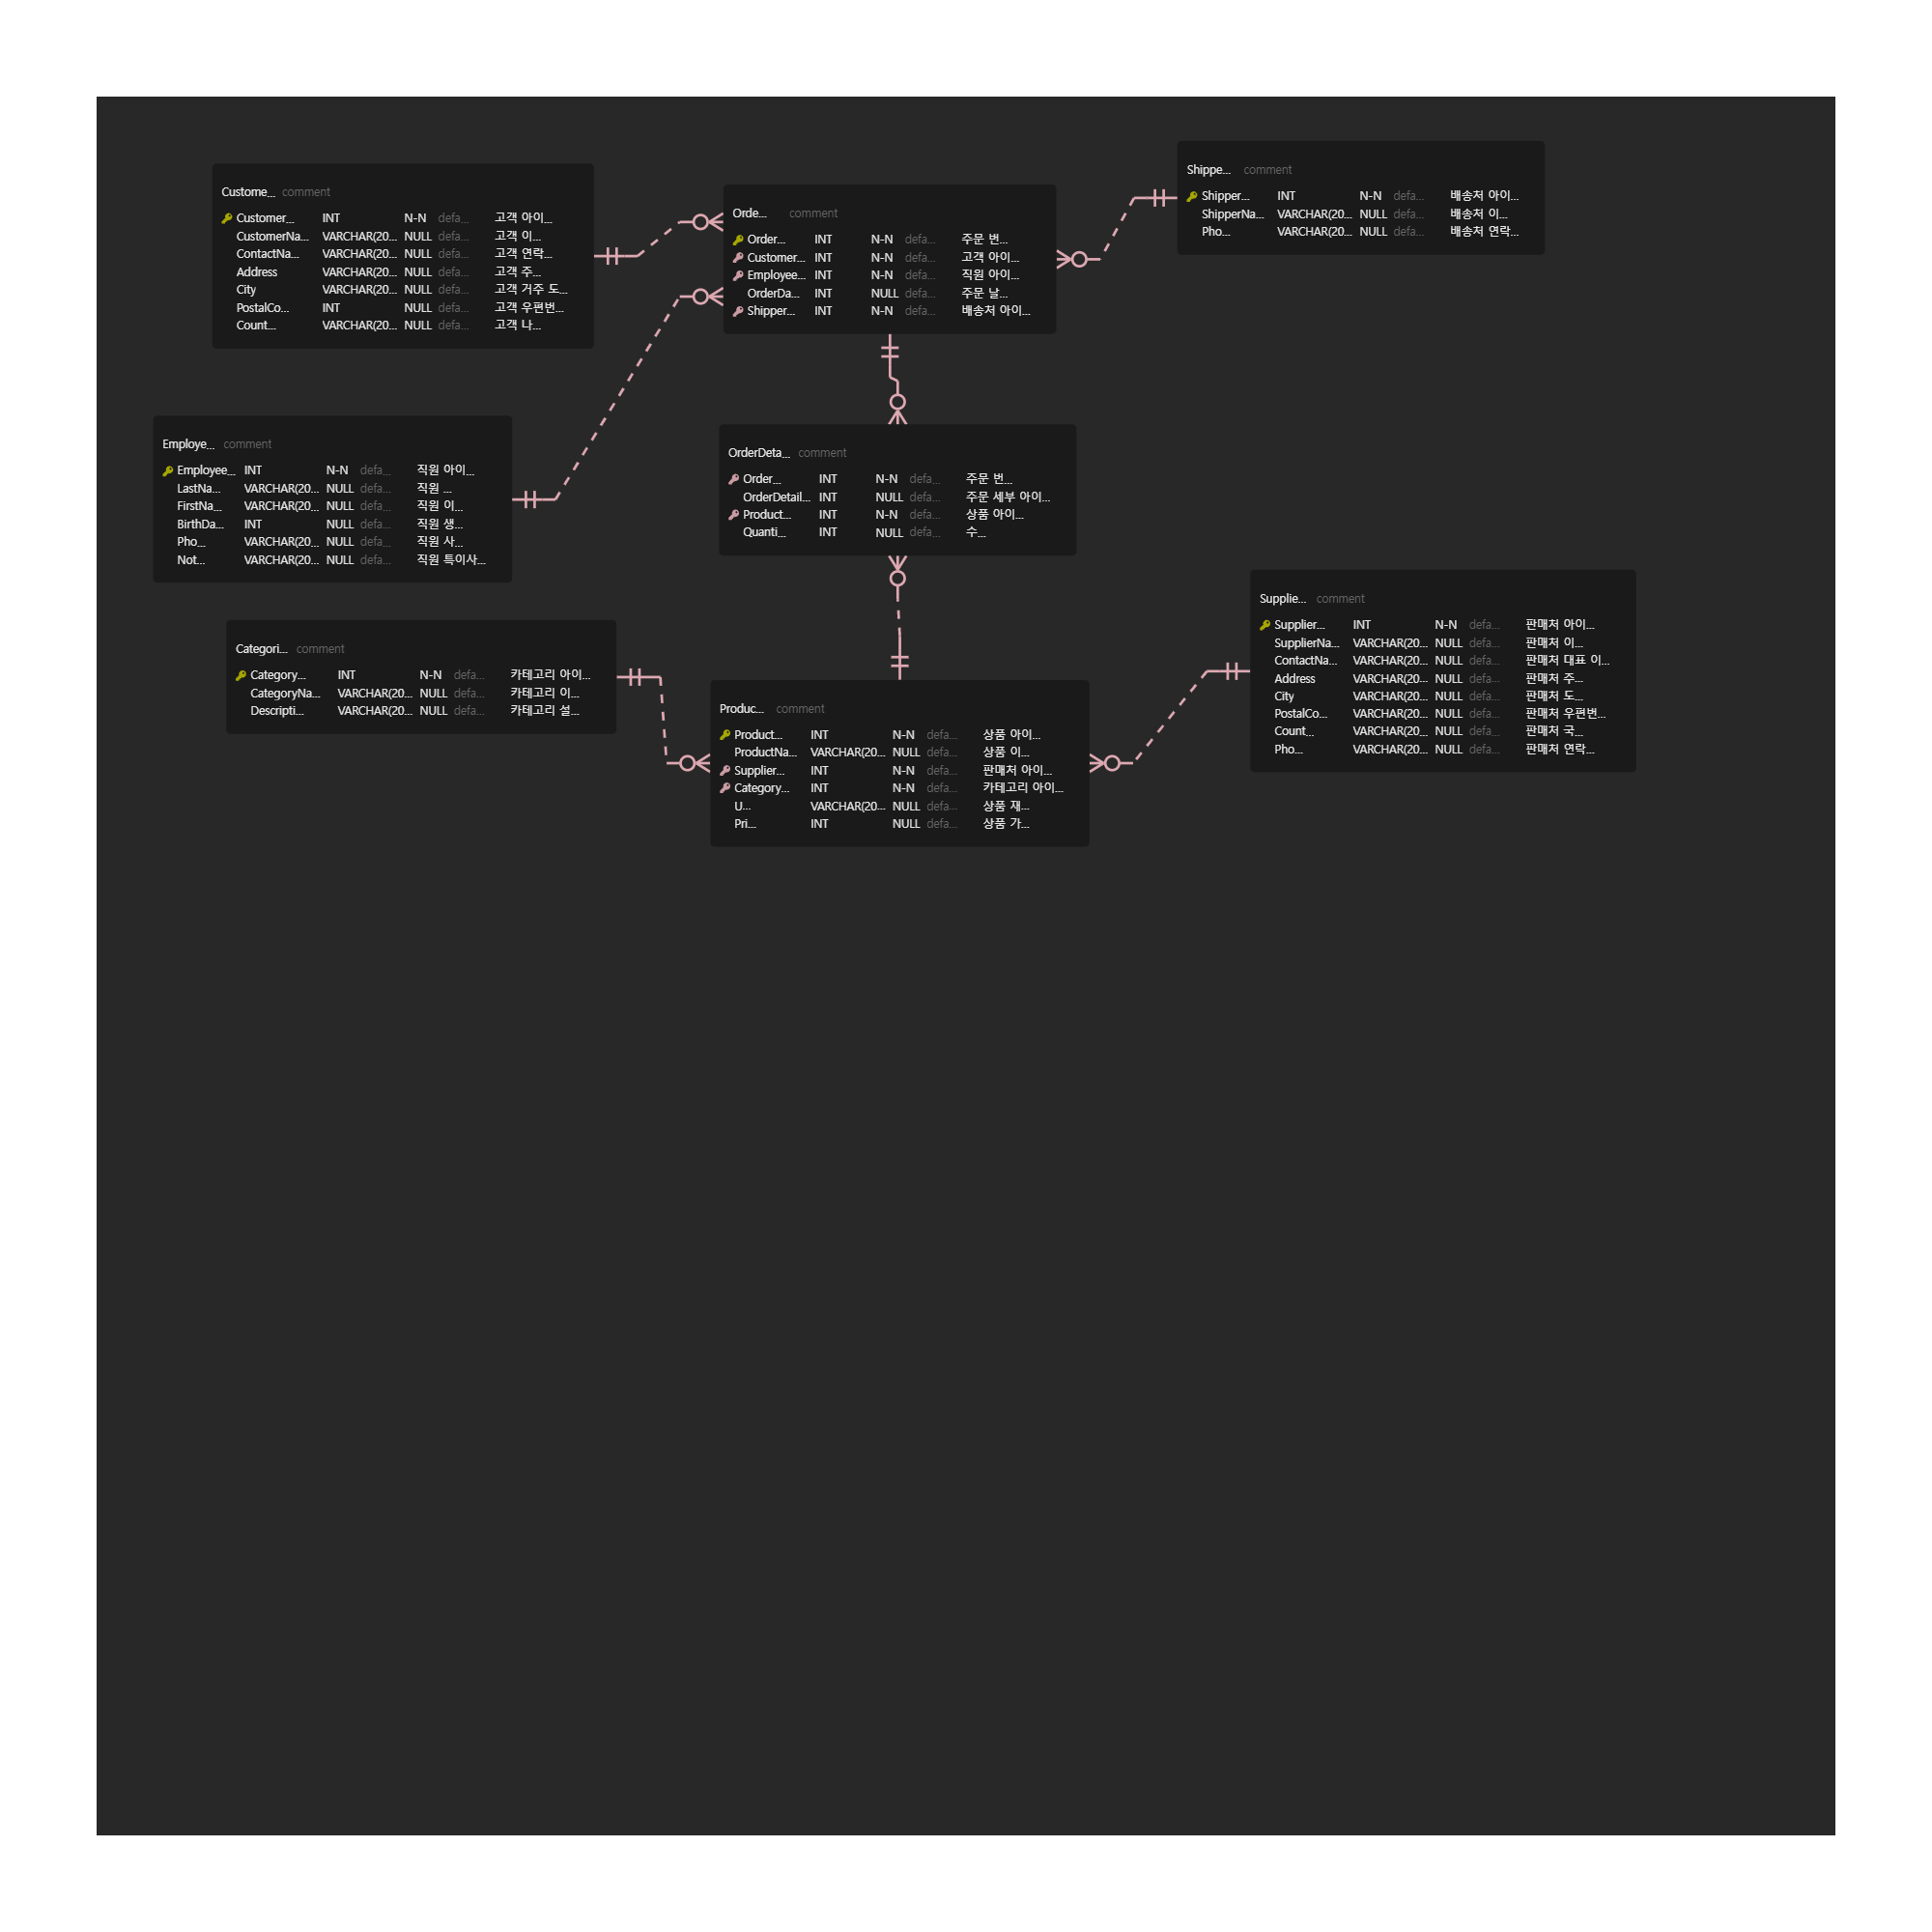 Custome... comment
Customer... INT N-N defa... 고객 아이...
CustomerNa... VARCHAR(20... NULL defa... 고객 이...
ContactNa... VARCHAR(20... NULL defa... 고객 연락...
Address VARCHAR(20... NULL defa... 고객 주...
City VARCHAR(20... NULL defa... 고객 거주 도...
PostalCo... INT NULL defa... 고객 우편번...
Count... VARCHAR(20... NULL defa... 고객 나...
Orde... comment
Order... INT N-N defa... 주문 번...
Customer... INT N-N defa... 고객 아이...
Employee... INT N-N defa... 직원 아이...
OrderDa... INT NULL defa... 주문 날...
Shipper... INT N-N defa... 배송처 아이...
Shippe... comment
Shipper... INT N-N defa... 배송처 아이...
ShipperNa... VARCHAR(20... NULL defa... 배송처 이...
Pho... VARCHAR(20... NULL defa... 배송처 연락...
Employe... comment
Employee... INT N-N defa... 직원 아이...
LastNa... VARCHAR(20... NULL defa... 직원 ...
FirstNa... VARCHAR(20... NULL defa... 직원 이...
BirthDa... INT NULL defa... 직원 생...
Pho... VARCHAR(20... NULL defa... 직원 사...
Not... VARCHAR(20... NULL defa... 직원 특이사...
OrderDeta... comment
Order... INT N-N defa... 주문 번...
OrderDetail... INT NULL defa... 주문 세부 아이...
Product... INT N-N defa... 상품 아이...
Quanti... INT NULL defa... 수...
Categori... comment
Category... INT N-N defa... 카테고리 아이...
CategoryNa... VARCHAR(20... NULL defa... 카테고리 이...
Descripti... VARCHAR(20... NULL defa... 카테고리 설...
Produc... comment
Product... INT N-N defa... 상품 아이...
ProductNa... VARCHAR(20... NULL defa... 상품 이...
Supplier... INT N-N defa... 판매처 아이...
Category... INT N-N defa... 카테고리 아이...
U... VARCHAR(20... NULL defa... 상품 재...
Pri... INT NULL defa... 상품 가...
Supplie... comment
Supplier... INT N-N defa... 판매처 아이...
SupplierNa... VARCHAR(20... NULL defa... 판매처 이...
ContactNa... VARCHAR(20... NULL defa... 판매처 대표 이...
Address VARCHAR(20... NULL defa... 판매처 주...
City VARCHAR(20... NULL defa... 판매처 도...
PostalCo... VARCHAR(20... NULL defa... 판매처 우편번...
Count... VARCHAR(20... NULL defa... 판매처 국...
Pho... VARCHAR(20... NULL defa... 판매처 연락...